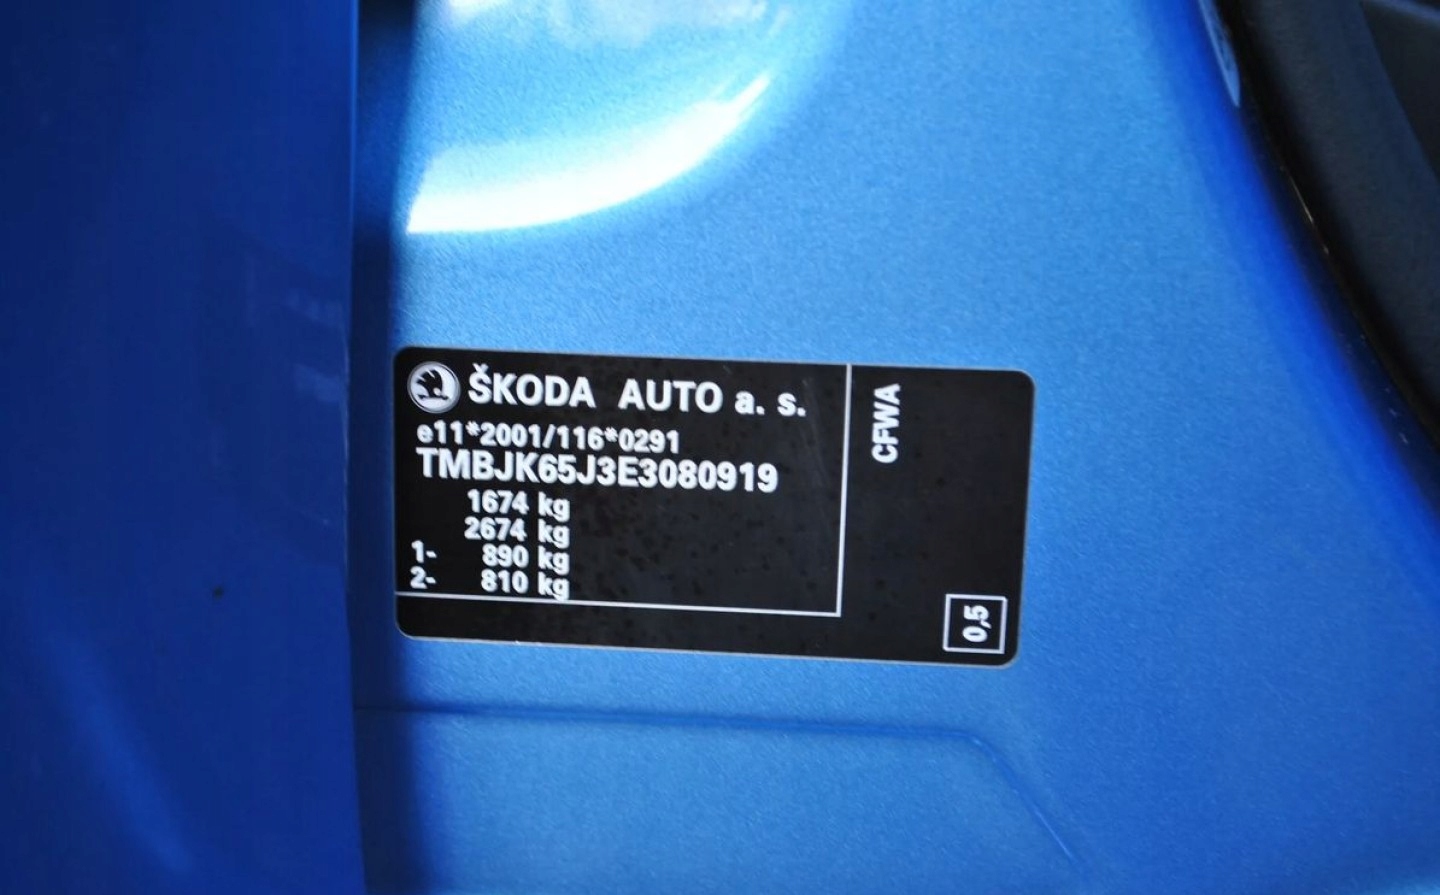 ŠKODA AUTO a. s.
e11*2001/116*0291
TMBJK65J3E3080919
1674 kg
2674 kg
1- 890 kg
2- 810 kg
CFWA
0,5